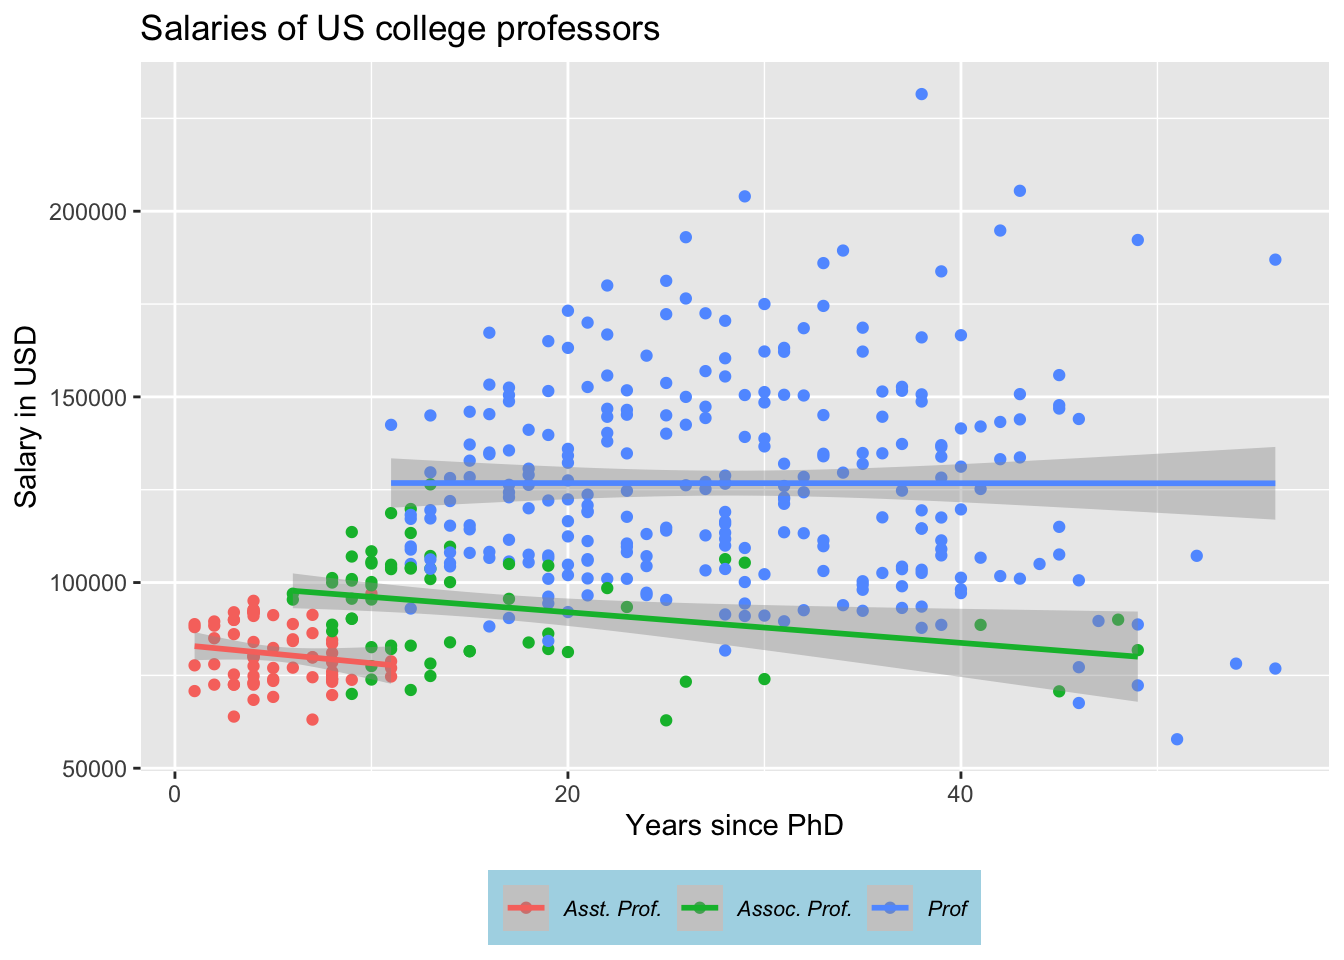 Salaries of US college professors
Salary in USD
200000
150000
100000
50000
0 20 40
Years since PhD
Asst. Prof. Assoc. Prof. Prof